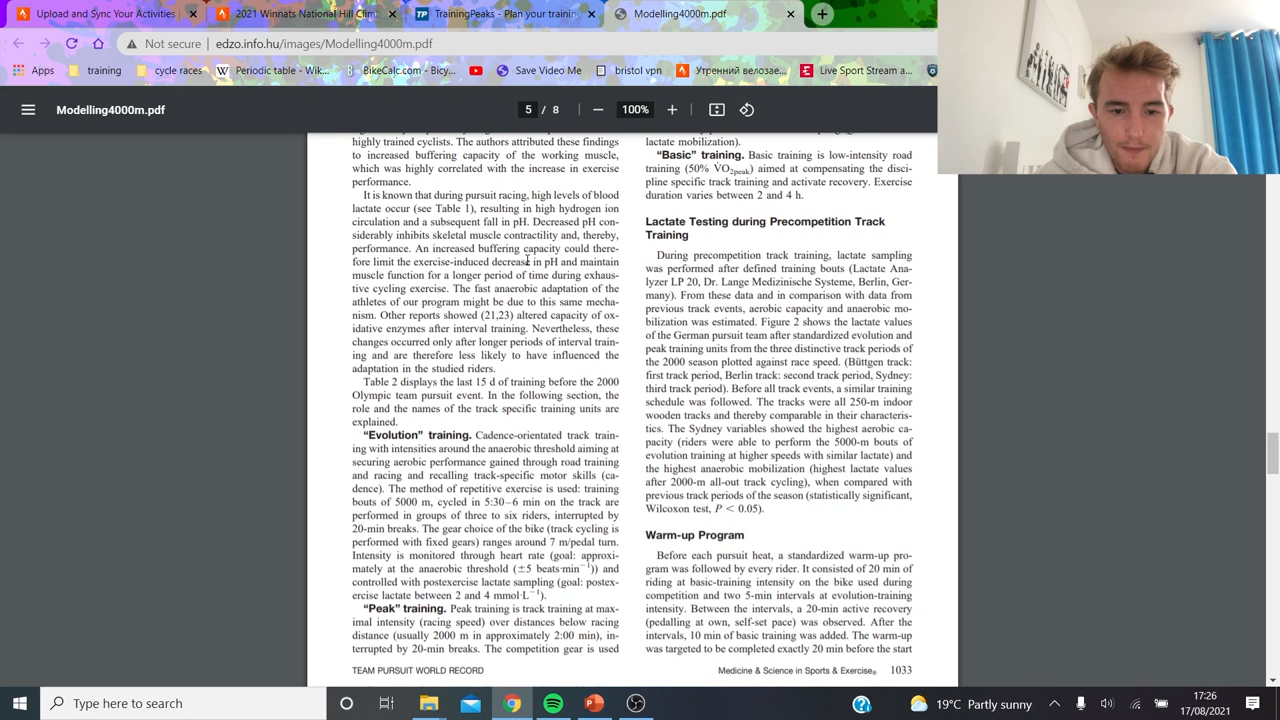 Upload and Sync Your Activities
2021 Winnats National Hill Clim
TrainingPeaks - Plan your trainin
Modelling4000m.pdf
Not secure
edzo.info.hu/images/Modelling4000m.pdf
Apps
training
cycle races
Periodic table - Wik...
BikeCalc.com - Bicy...
Save Video Me
bristol vpn
Утренний велозае...
Live Sport Stream a...
Modelling4000m.pdf
5 / 8
100%
highly trained cyclists. The authors attributed these findings
to increased buffering capacity of the working muscle,
which was highly correlated with the increase in exercise
performance.
It is known that during pursuit racing, high levels of blood
lactate occur (see Table 1), resulting in high hydrogen ion
circulation and a subsequent fall in pH. Decreased pH con-
siderably inhibits skeletal muscle contractility and, thereby,
performance. An increased buffering capacity could there-
fore limit the exercise-induced decrease in pH and maintain
muscle function for a longer period of time during exhaus-
tive cycling exercise. The fast anaerobic adaptation of the
athletes of our program might be due to this same mecha-
nism. Other reports showed (21,23) altered capacity of ox-
idative enzymes after interval training. Nevertheless, these
changes occurred only after longer periods of interval train-
ing and are therefore less likely to have influenced the
adaptation in the studied riders.
Table 2 displays the last 15 d of training before the 2000
Olympic team pursuit event. In the following section, the
role and the names of the track specific training units are
explained.
“Evolution” training. Cadence-orientated track train-
ing with intensities around the anaerobic threshold aiming at
securing aerobic performance gained through road training
and racing and recalling track-specific motor skills (ca-
dence). The method of repetitive exercise is used: training
bouts of 5000 m, cycled in 5:30–6 min on the track are
performed in groups of three to six riders, interrupted by
20-min breaks. The gear choice of the bike (track cycling is
performed with fixed gears) ranges around 7 m/pedal turn.
Intensity is monitored through heart rate (goal: approxi-
mately at the anaerobic threshold (±5 beats·min⁻¹)) and
controlled with postexercise lactate sampling (goal: postex-
ercise lactate between 2 and 4 mmol·L⁻¹).
“Peak” training. Peak training is track training at max-
imal intensity (racing speed) over distances below racing
distance (usually 2000 m in approximately 2:00 min), in-
terrupted by 20-min breaks. The competition gear is used
lactate mobilization).
“Basic” training. Basic training is low-intensity road
training (50% V̇O2peak) aimed at compensating the disci-
pline specific track training and activate recovery. Exercise
duration varies between 2 and 4 h.
Lactate Testing during Precompetition Track
Training
During precompetition track training, lactate sampling
was performed after defined training bouts (Lactate Ana-
lyzer LP 20, Dr. Lange Medizinische Systeme, Berlin, Ger-
many). From these data and in comparison with data from
previous track events, aerobic capacity and anaerobic mo-
bilization was estimated. Figure 2 shows the lactate values
of the German pursuit team after standardized evolution and
peak training units from the three distinctive track periods of
the 2000 season plotted against race speed. (Büttgen track:
first track period, Berlin track: second track period, Sydney:
third track period). Before all track events, a similar training
schedule was followed. The tracks were all 250-m indoor
wooden tracks and thereby comparable in their characteris-
tics. The Sydney variables showed the highest aerobic ca-
pacity (riders were able to perform the 5000-m bouts of
evolution training at higher speeds with similar lactate) and
the highest anaerobic mobilization (highest lactate values
after 2000-m all-out track cycling), when compared with
previous track periods of the season (statistically significant,
Wilcoxon test, P < 0.05).
Warm-up Program
Before each pursuit heat, a standardized warm-up pro-
gram was followed by every rider. It consisted of 20 min of
riding at basic-training intensity on the bike used during
competition and two 5-min intervals at evolution-training
intensity. Between the intervals, a 20-min active recovery
(pedalling at own, self-set pace) was observed. After the
intervals, 10 min of basic training was added. The warm-up
was targeted to be completed exactly 20 min before the start
TEAM PURSUIT WORLD RECORD
Medicine & Science in Sports & Exercise® 1033
Type here to search
19°C Partly sunny
17:26
17/08/2021